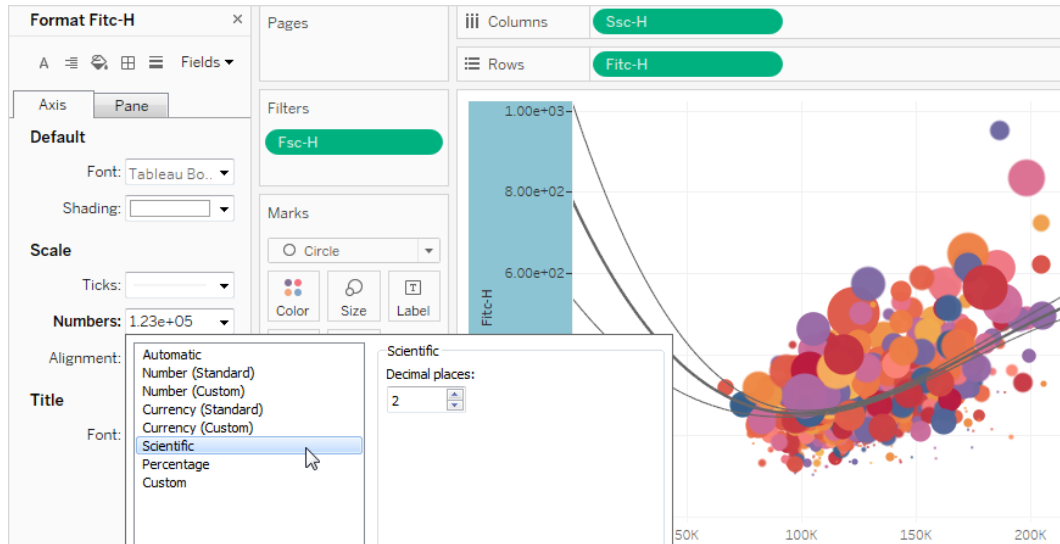 Format Fitc-H
Fields
Axis
Pane
Default
Font: Tableau Bo..
Shading:
Scale
Ticks:
Numbers: 1.23e+05
Alignment:
Title
Font:
Automatic
Number (Standard)
Number (Custom)
Currency (Standard)
Currency (Custom)
Scientific
Percentage
Custom
Scientific
Decimal places:
2
Pages
Filters
Fsc-H
Marks
Circle
Color
Size
Label
Columns
Ssc-H
Rows
Fitc-H
1.00e+03
8.00e+02
6.00e+02
Fitc-H
50K
100K
150K
200K